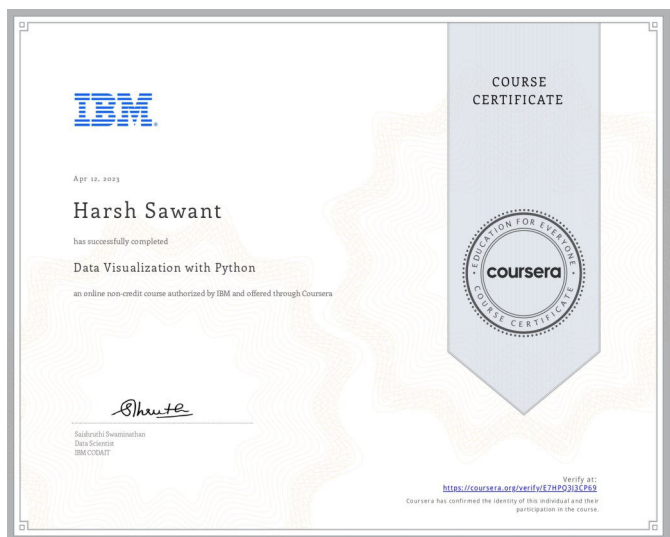 IBM
COURSE
CERTIFICATE
Apr 12, 2023
Harsh Sawant
has successfully completed
Data Visualization with Python
an online non-credit course authorized by IBM and offered through Coursera
EDUCATION FOR EVERYONE
coursera
COURSE CERTIFICATE
Saishruthi Swaminathan
Data Scientist
IBM CODAIT
Verify at:
https://coursera.org/verify/E7HPQ3J3CP69
Coursera has confirmed the identity of this individual and their
participation in the course.